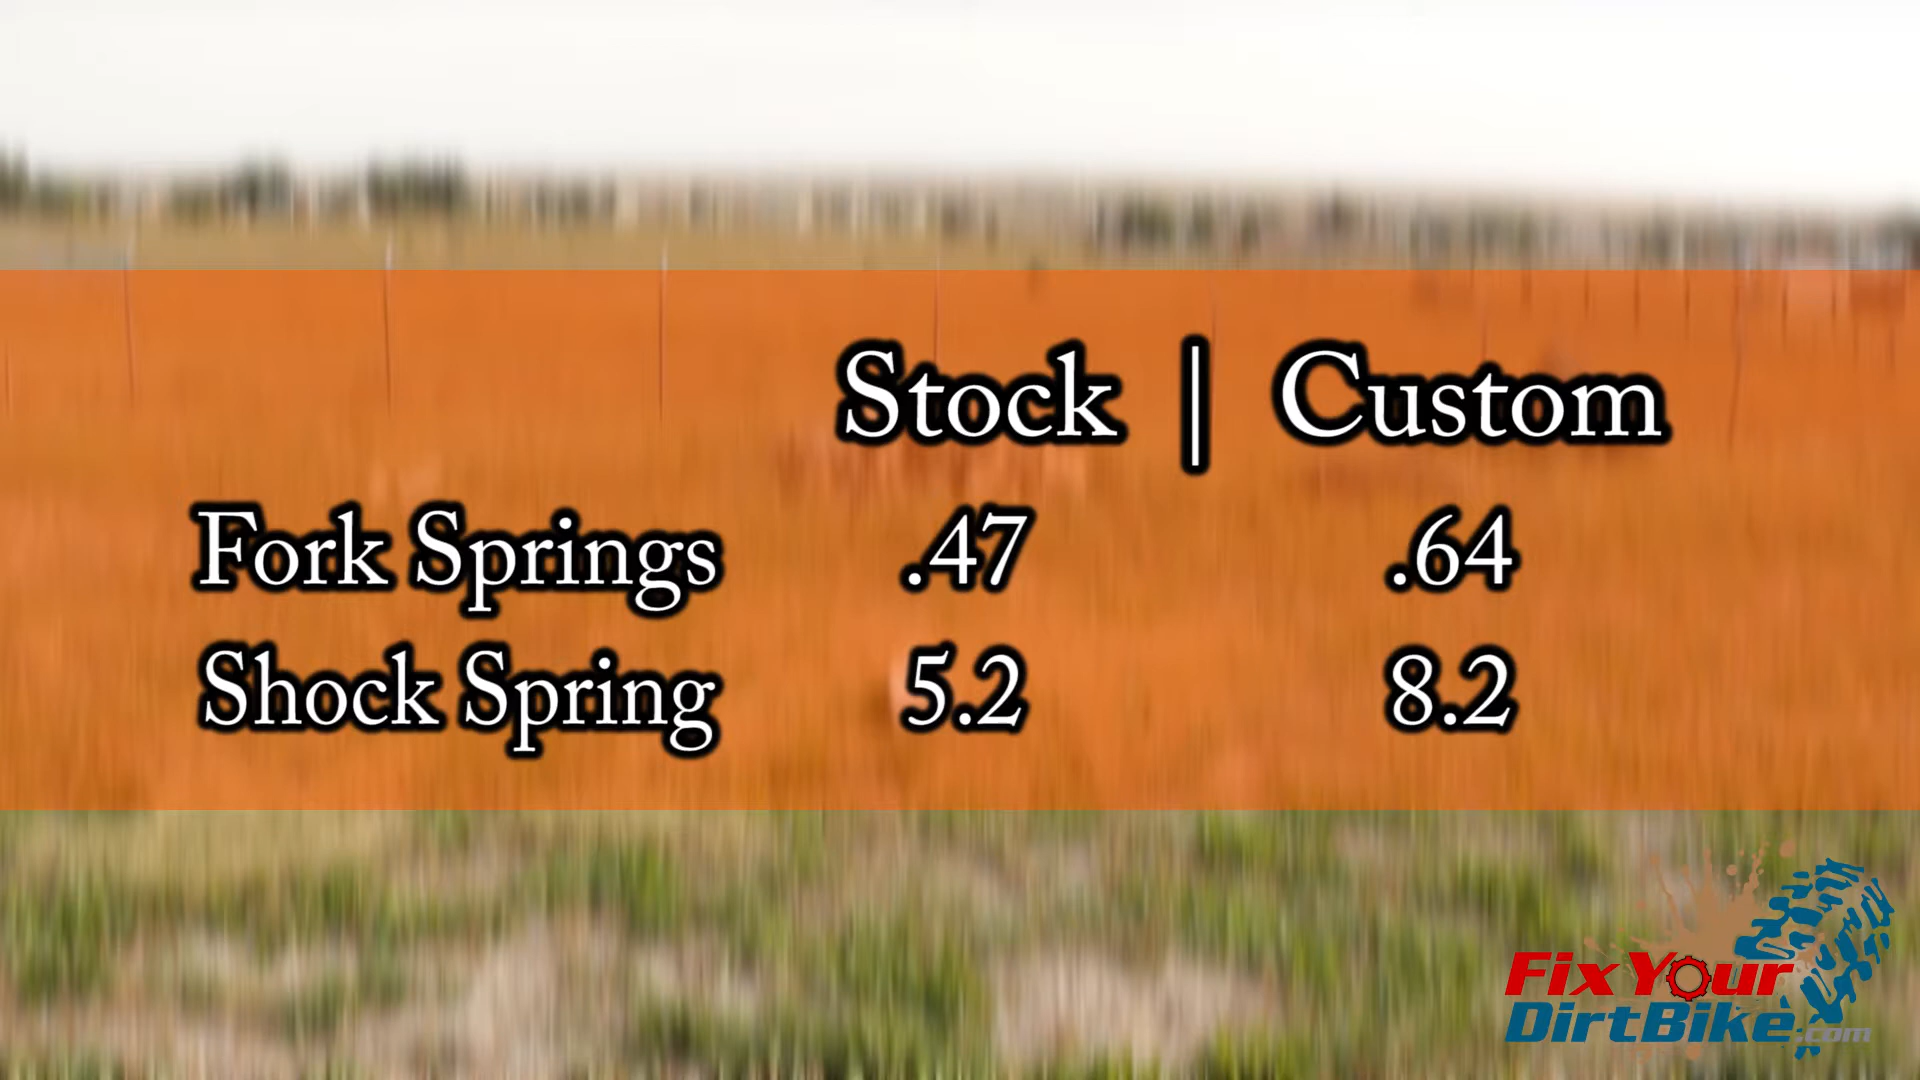 Stock | Custom
Fork Springs .47 .64
Shock Spring 5.2 8.2
FixYour
DirtBike.com